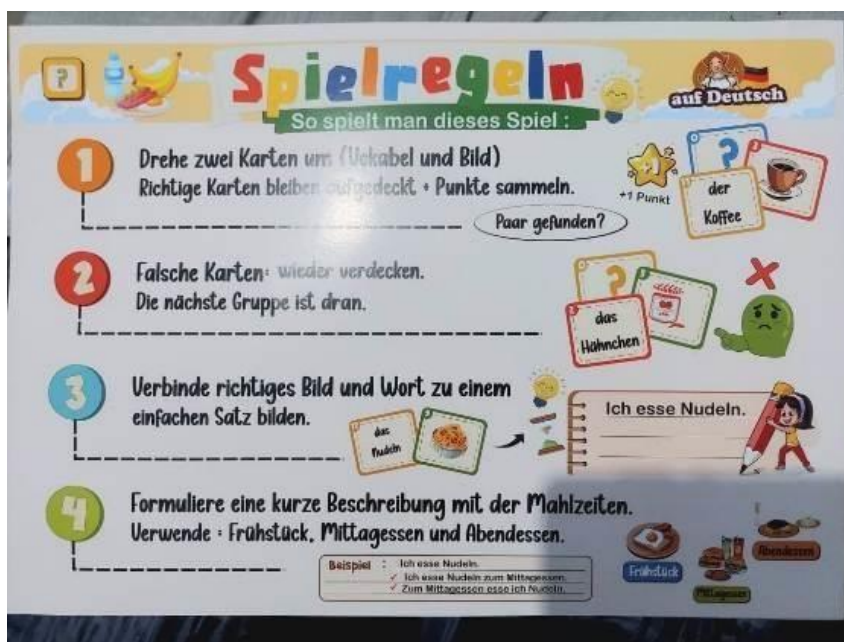 Spielregeln
auf Deutsch
So spielt man dieses Spiel :
1
Drehe zwei Karten um (Vokabel und Bild)
Richtige Karten bleiben aufgedeckt + Punkte sammeln.
+1 Punkt
?
der
Koffee
Paar gefunden?
2
Falsche Karten: wieder verdecken.
Die nächste Gruppe ist dran.
?
das
Hähnchen
3
Verbinde richtiges Bild und Wort zu einem
einfachen Satz bilden.
das
Nudeln
Ich esse Nudeln.
4
Formuliere eine kurze Beschreibung mit der Mahlzeiten.
Verwende : Frühstück, Mittagessen und Abendessen.
Beispiel : Ich esse Nudeln.
✓ Ich esse Nudeln zum Mittagessen.
✓ Zum Mittagessen esse ich Nudeln.
Frühstück
Mittagessen
Abendessen